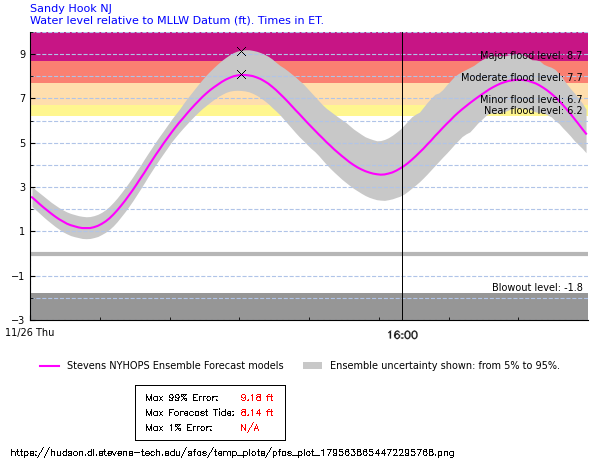 Sandy Hook NJ
Water level relative to MLLW Datum (ft). Times in ET.
9
Major flood level: 8.7
Moderate flood level: 7.7
7
Minor flood level: 6.7
Near flood level: 6.2
5
3
1
−1
Blowout level: -1.8
−3
11/26 Thu
16:00
Stevens NYHOPS Ensemble Forecast models
Ensemble uncertainty shown: from 5% to 95%.
Max 99% Error: 9.18 ft
Max Forecast Tide: 8.14 ft
Max 1% Error: N/A
https://hudson.dl.stevens-tech.edu/afos/temp_plots/pfos_plot_1795638654472295768.png